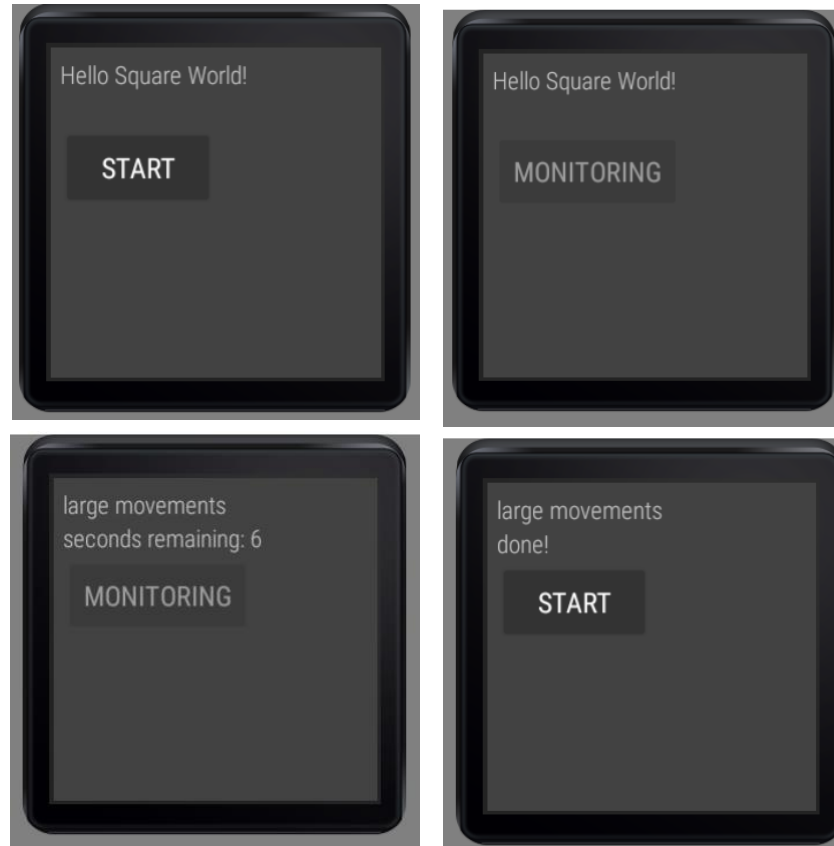 Hello Square World!
START
Hello Square World!
MONITORING
large movements
seconds remaining: 6
MONITORING
large movements
done!
START